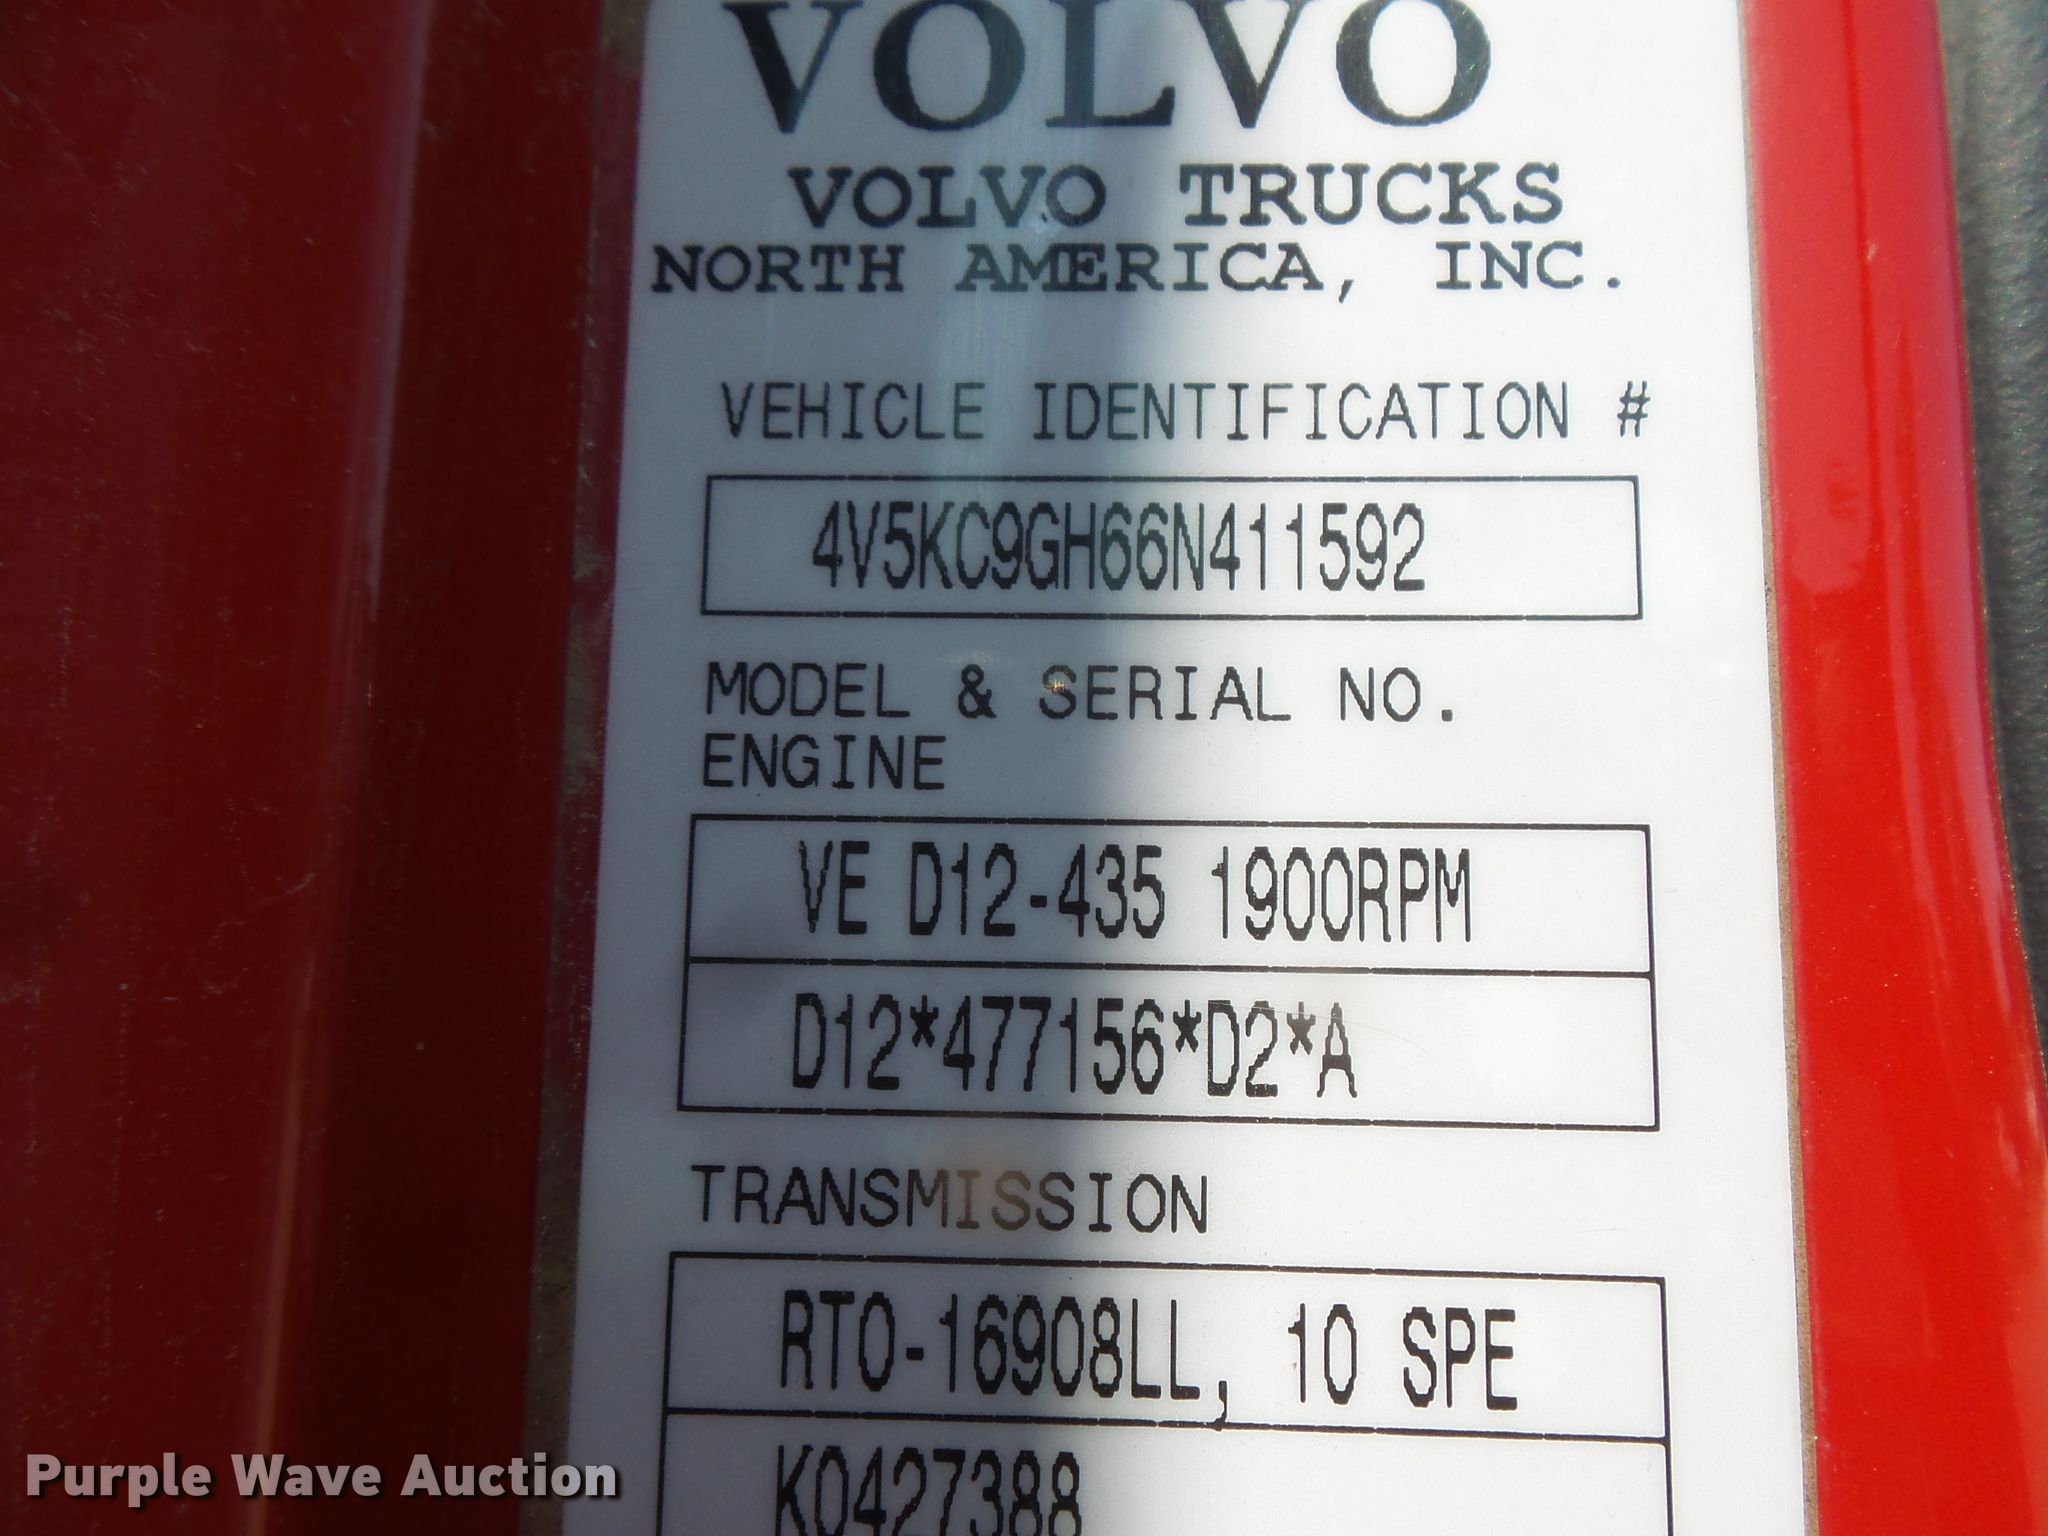 VOLVO
VOLVO TRUCKS
NORTH AMERICA, INC.
VEHICLE IDENTIFICATION #
4V5KC9GH66N411592
MODEL & SERIAL NO.
ENGINE
VE D12-435 1900RPM
D12*477156*D2*A
TRANSMISSION
RTO-16908LL, 10 SPE
K0427388
Purple Wave Auction